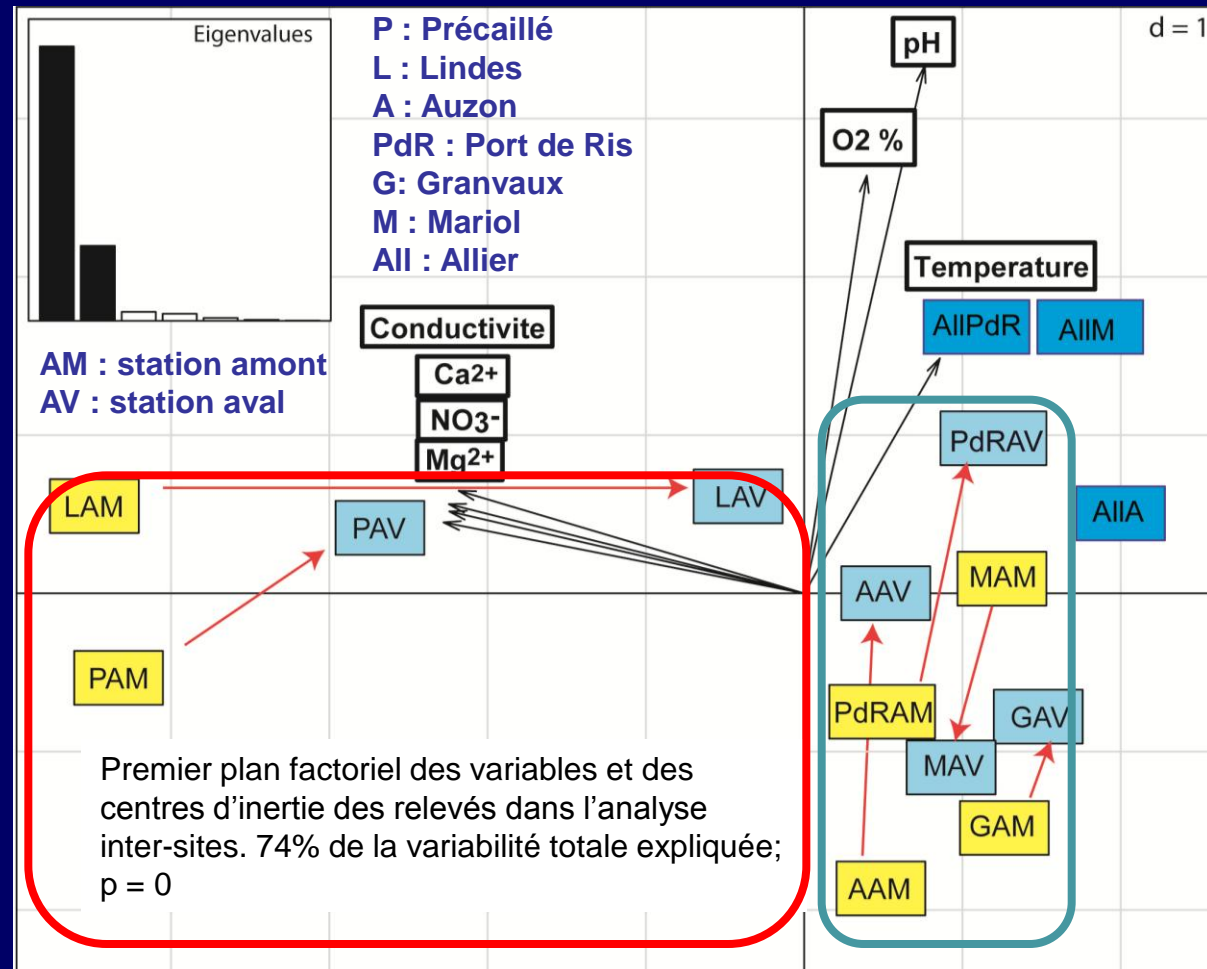 Eigenvalues
P : Précaillé
L : Lindes
A : Auzon
PdR : Port de Ris
G: Granvaux
M : Mariol
All : Allier
AM : station amont
AV : station aval
d = 1
pH
O2 %
Temperature
Conductivite
Ca2+
NO3-
Mg2+
AllPdR
AllM
PdRAV
AllA
LAM
PAV
LAV
AAV
MAM
PAM
PdRAM
GAV
MAV
GAM
AAM
Premier plan factoriel des variables et des
centres d'inertie des relevés dans l'analyse
inter-sites. 74% de la variabilité totale expliquée;
p = 0